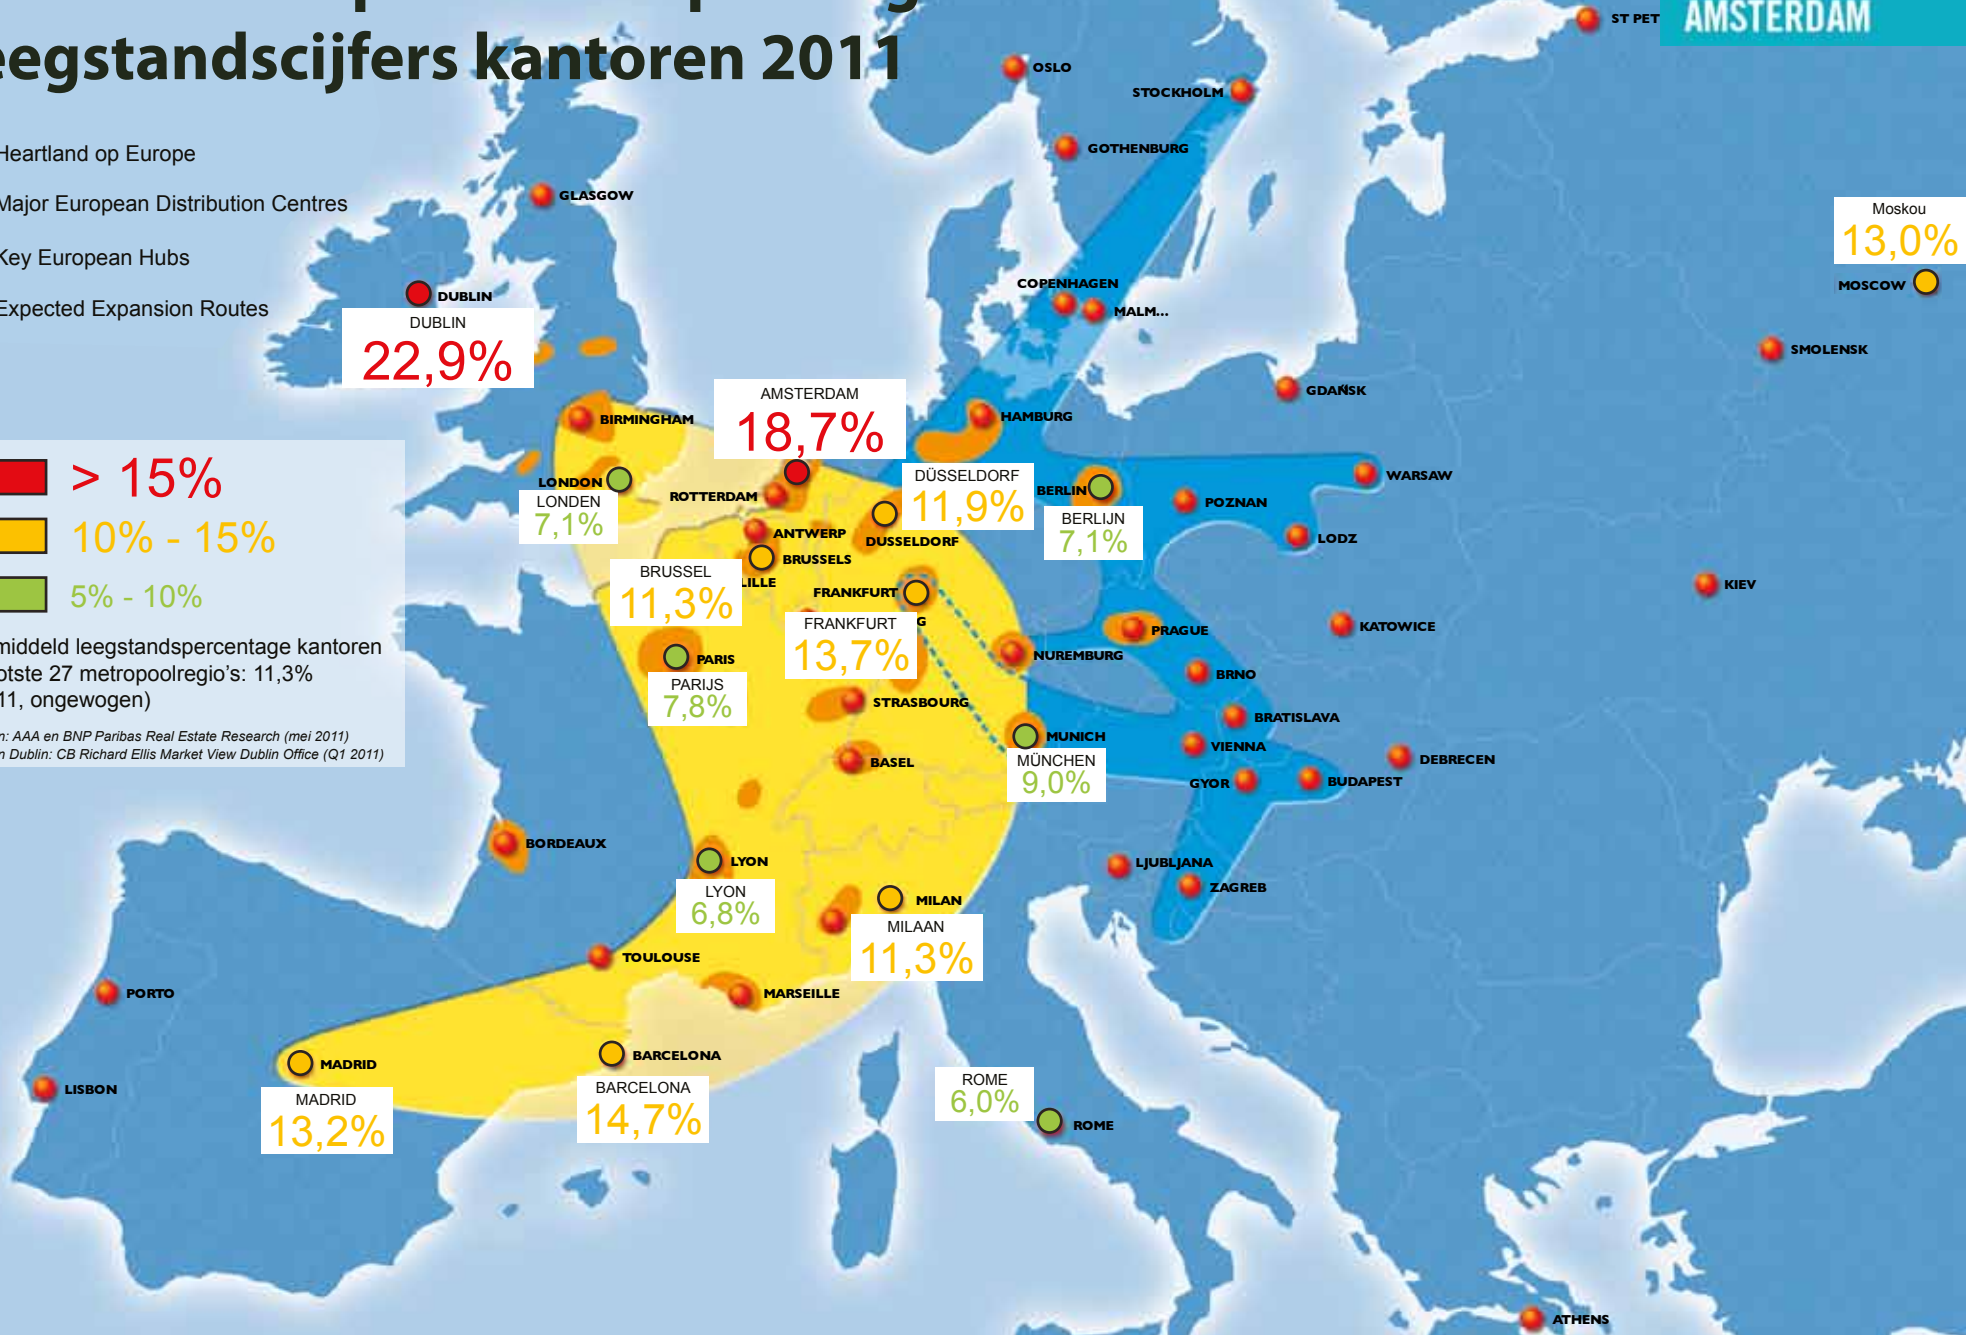 leegstandscijfers kantoren 2011
AMSTERDAM
ST PET
OSLO
STOCKHOLM
GOTHENBURG
Heartland op Europe
Major European Distribution Centres
GLASGOW
Key European Hubs
Expected Expansion Routes
Moskou
13,0%
MOSCOW
COPENHAGEN
MALM...
DUBLIN
DUBLIN
22,9%
SMOLENSK
GDAŃSK
AMSTERDAM
18,7%
BIRMINGHAM
HAMBURG
> 15%
10% - 15%
5% - 10%
LONDON
LONDEN
7,1%
ROTTERDAM
DÜSSELDORF
11,9%
DUSSELDORF
BERLIN
BERLIJN
7,1%
WARSAW
POZNAN
LODZ
ANTWERP
BRUSSELS
LILLE
BRUSSEL
11,3%
FRANKFURT
G
FRANKFURT
13,7%
KIEV
KATOWICE
PRAGUE
NUREMBURG
BRNO
middeld leegstandspercentage kantoren
otste 27 metropoolregio's: 11,3%
11, ongewogen)
n: AAA en BNP Paribas Real Estate Research (mei 2011)
n Dublin: CB Richard Ellis Market View Dublin Office (Q1 2011)
PARIS
PARIJS
7,8%
STRASBOURG
BRATISLAVA
MUNICH
MÜNCHEN
9,0%
VIENNA
BASEL
GYOR
BUDAPEST
DEBRECEN
BORDEAUX
LYON
LYON
6,8%
LJUBLJANA
ZAGREB
MILAN
MILAAN
11,3%
TOULOUSE
MARSEILLE
PORTO
MADRID
MADRID
13,2%
BARCELONA
BARCELONA
14,7%
LISBON
ROME
6,0%
ROME
ATHENS